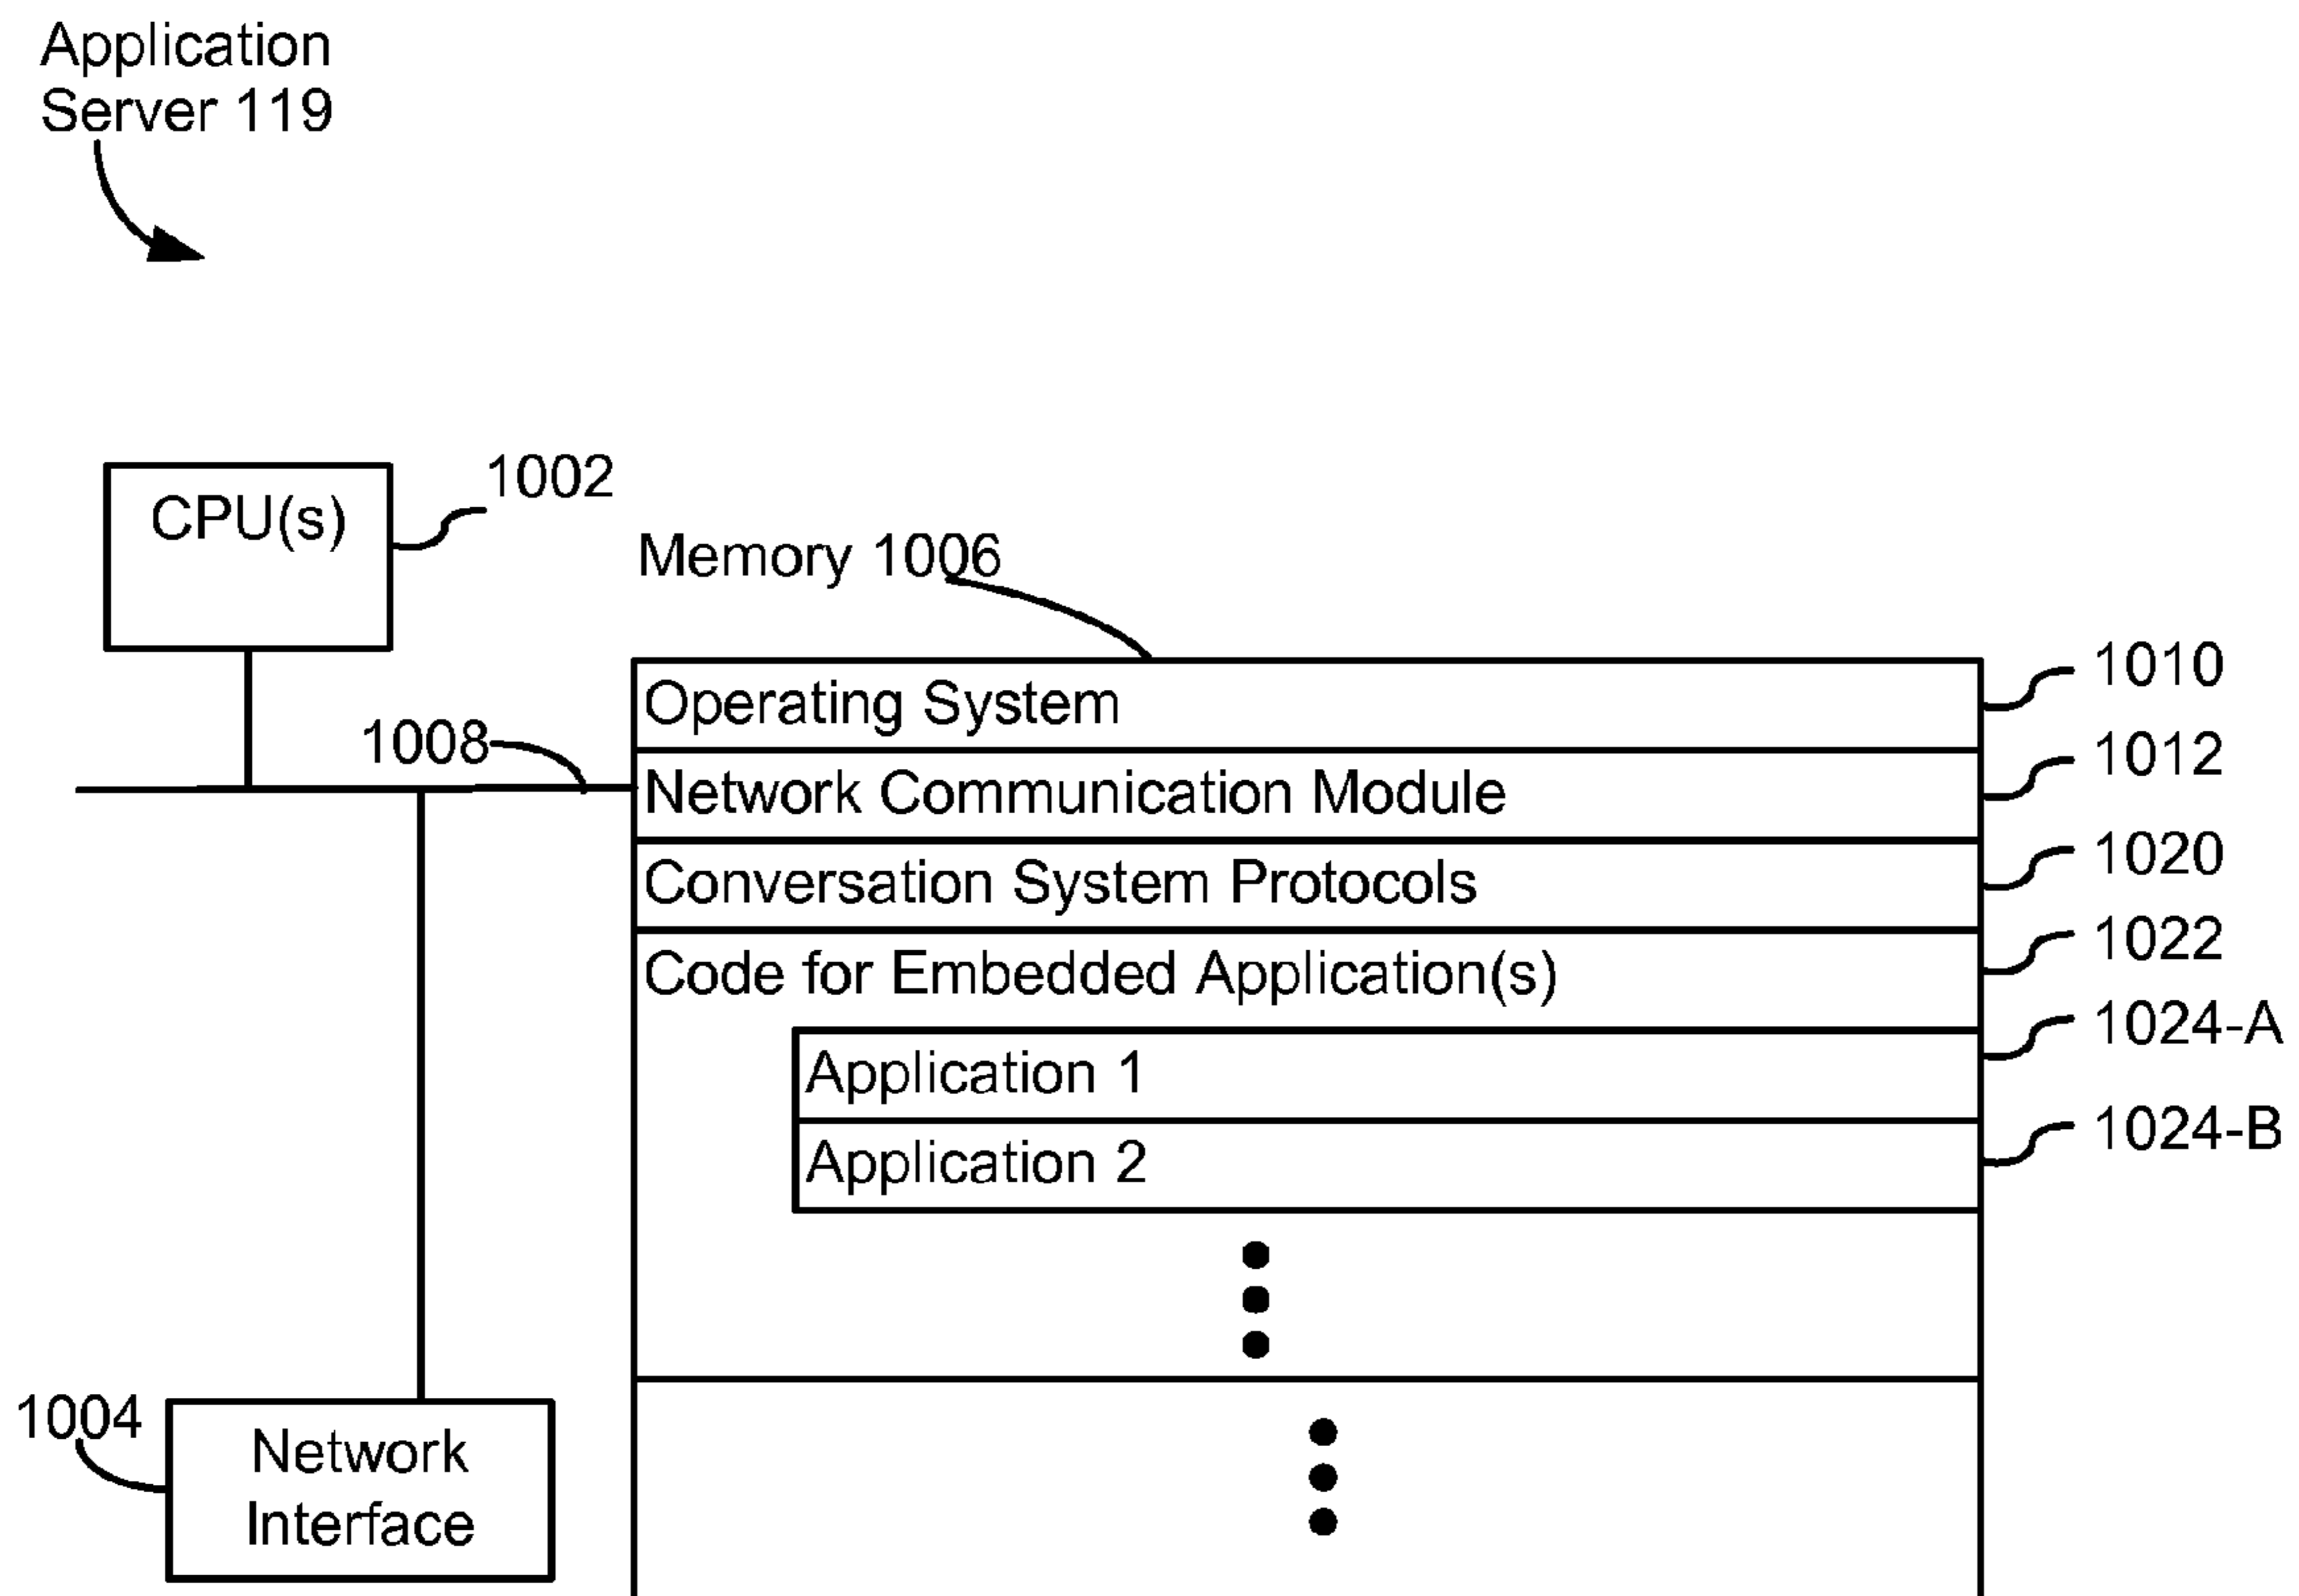 Application
Server 119
CPU(s)
1002
Memory 1006
1008
Operating System
1010
Network Communication Module
1012
Conversation System Protocols
1020
Code for Embedded Application(s)
1022
Application 1
1024-A
Application 2
1024-B
1004
Network
Interface